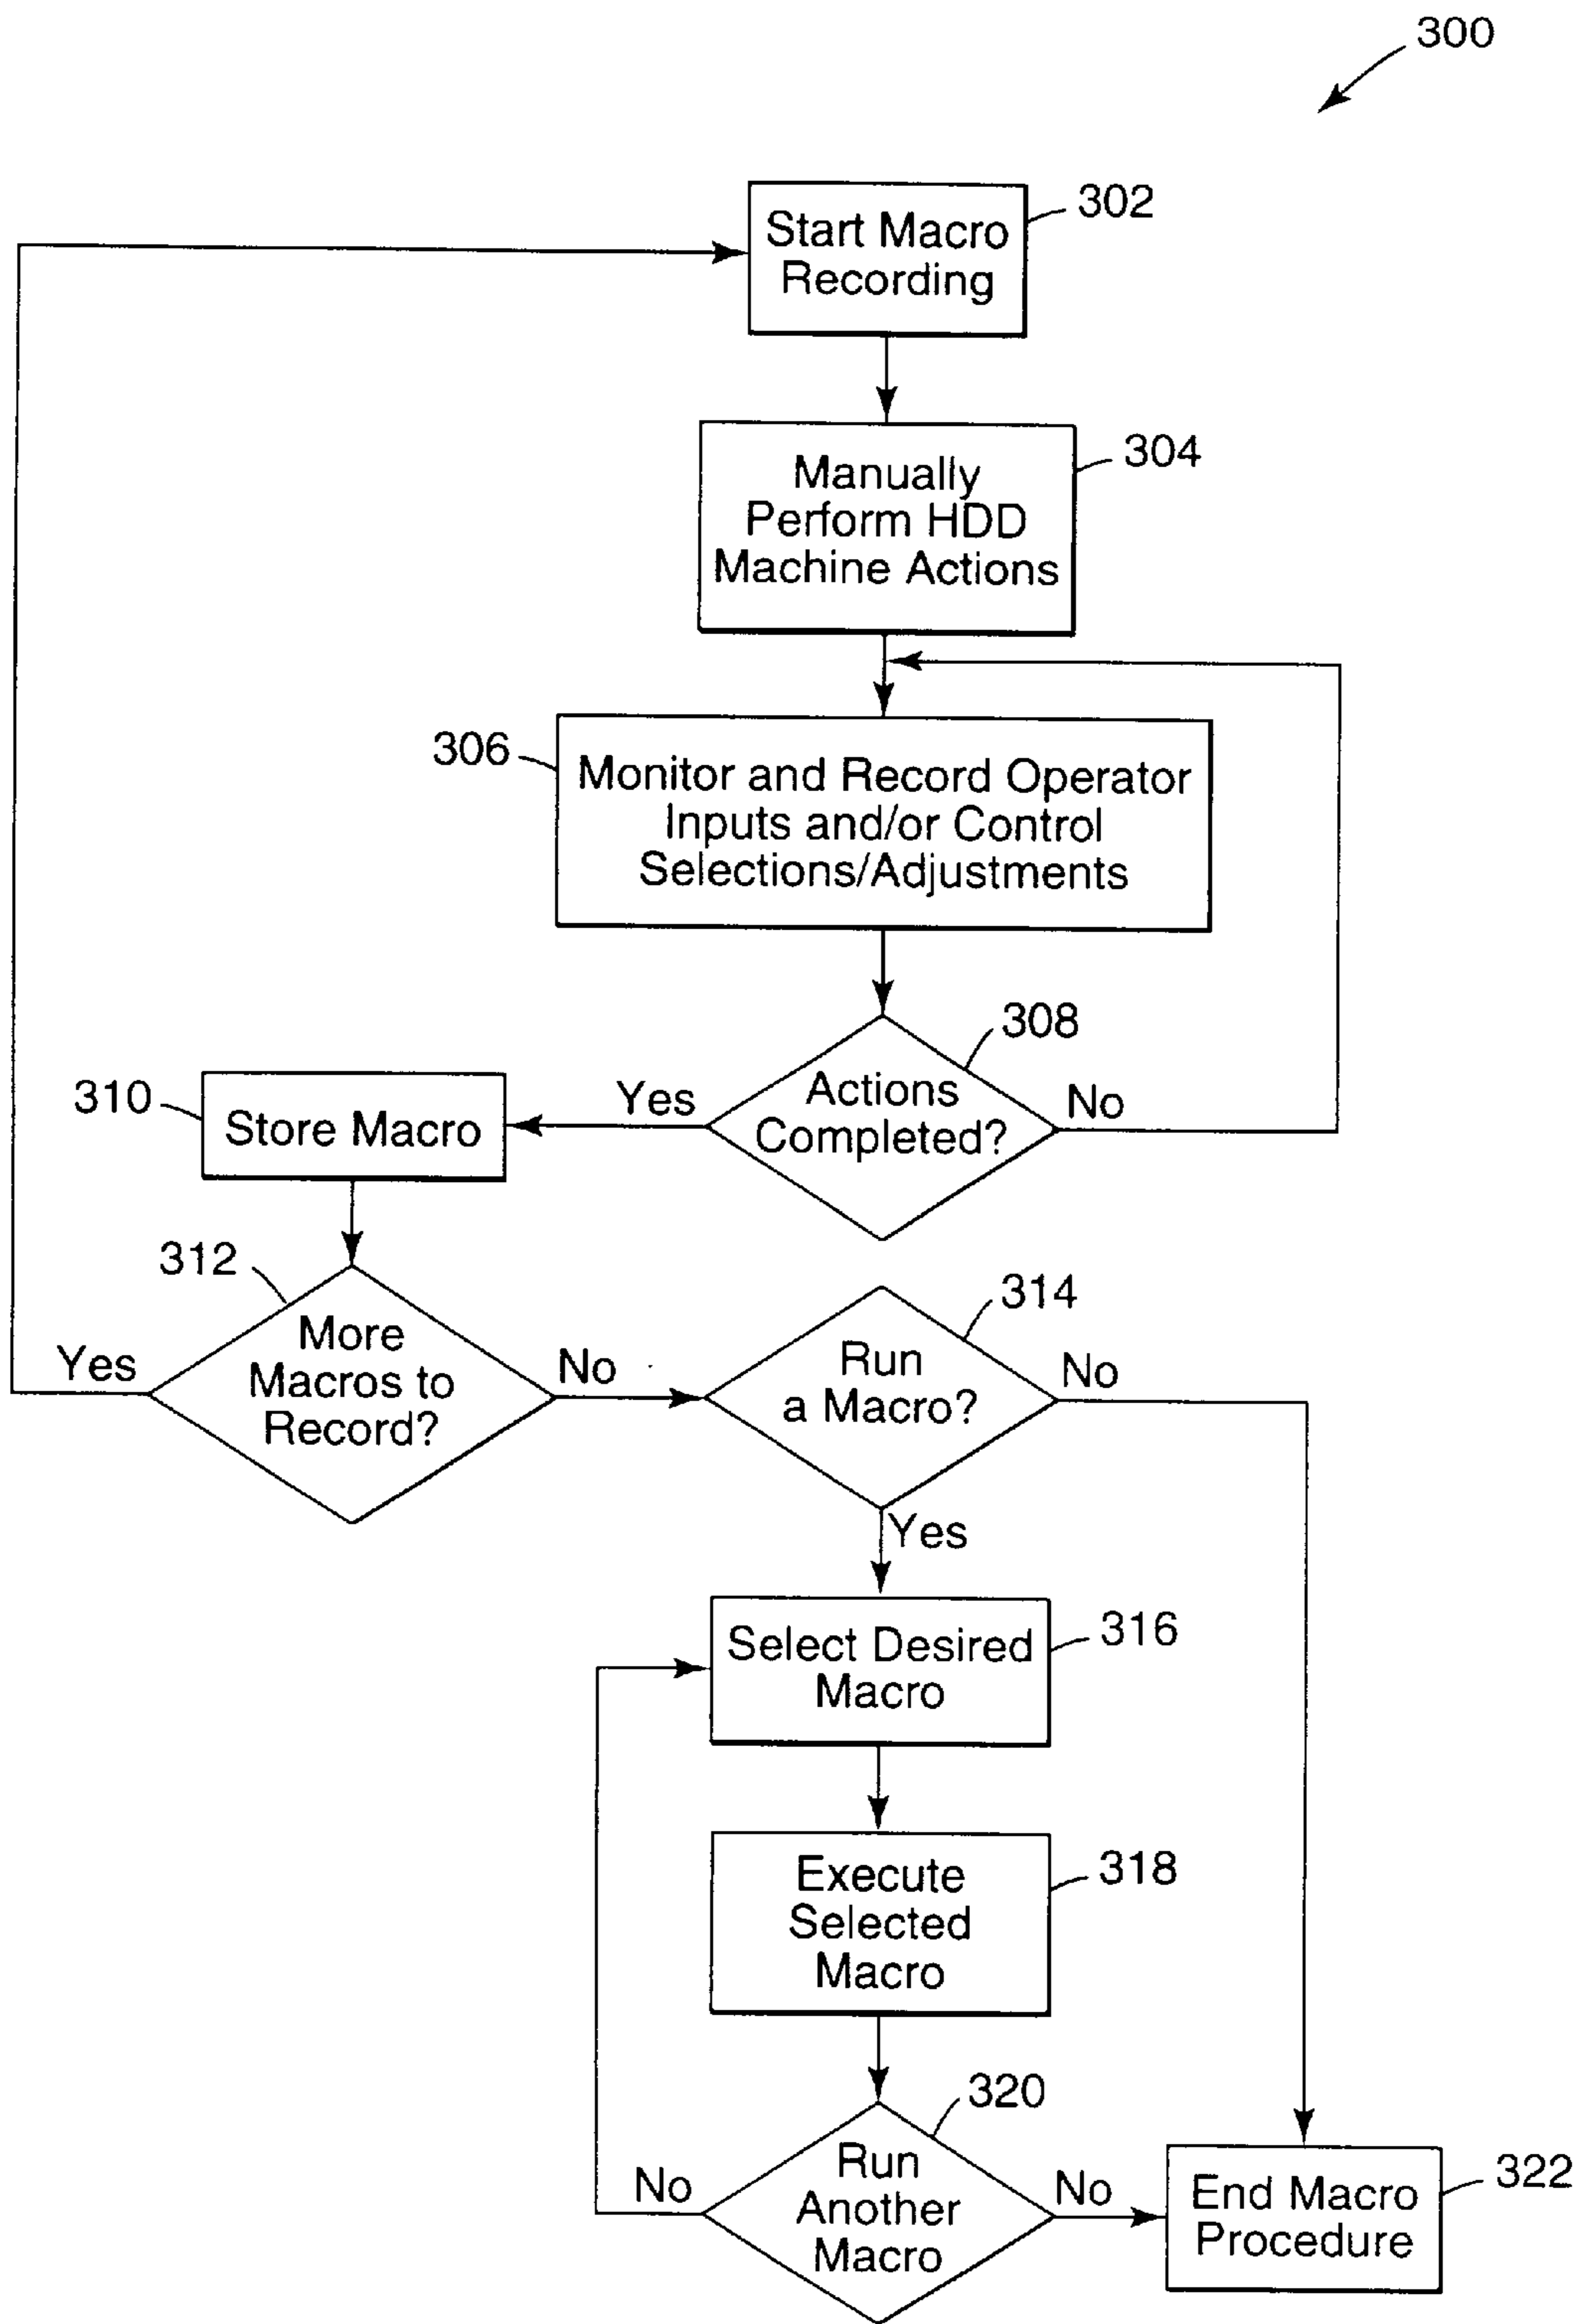 300
302
Start Macro
Recording
304
Manually
Perform HDD
Machine Actions
306
Monitor and Record Operator
Inputs and/or Control
Selections/Adjustments
308
Actions
Completed?
Yes
No
310
Store Macro
312
More
Macros to
Record?
Yes
No
314
Run
a Macro?
No
Yes
316
Select Desired
Macro
318
Execute
Selected
Macro
320
Run
Another
Macro
No
No
322
End Macro
Procedure